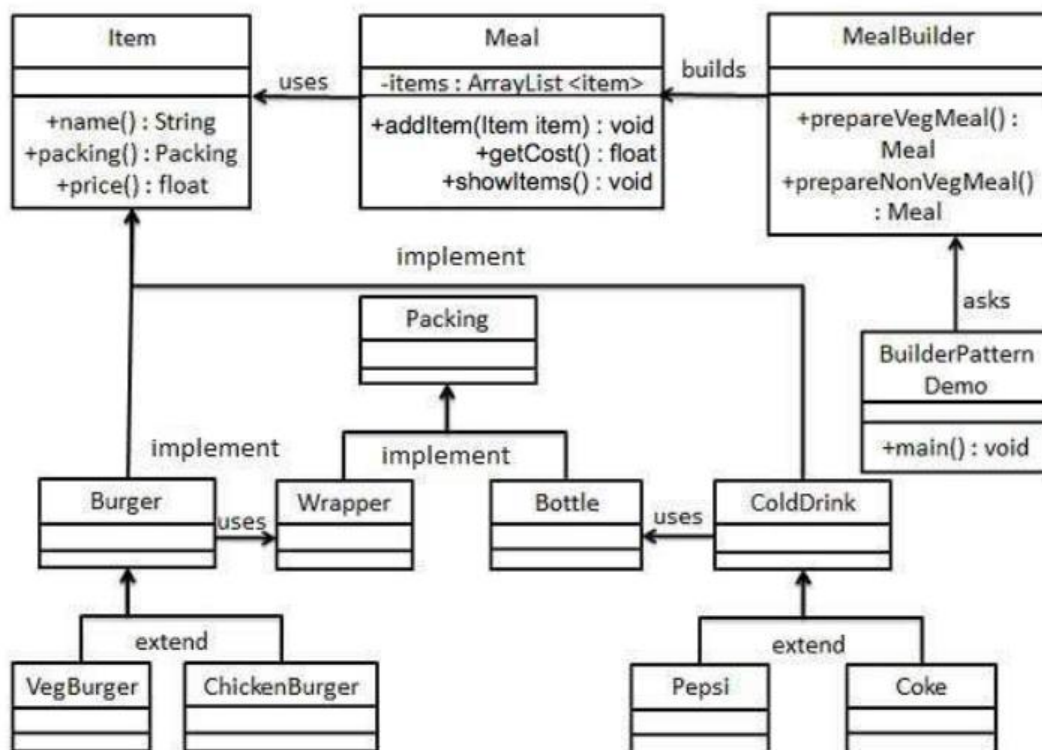 Item
+name() : String
+packing() : Packing
+price() : float
uses
Meal
-items : ArrayList <item>
+addItem(Item item) : void
+getCost() : float
+showItems() : void
builds
MealBuilder
+prepareVegMeal() :
Meal
+prepareNonVegMeal()
: Meal
implement
asks
Packing
BuilderPattern
Demo
+main() : void
implement
implement
Burger
uses
Wrapper
Bottle
uses
ColdDrink
extend
VegBurger
ChickenBurger
extend
Pepsi
Coke